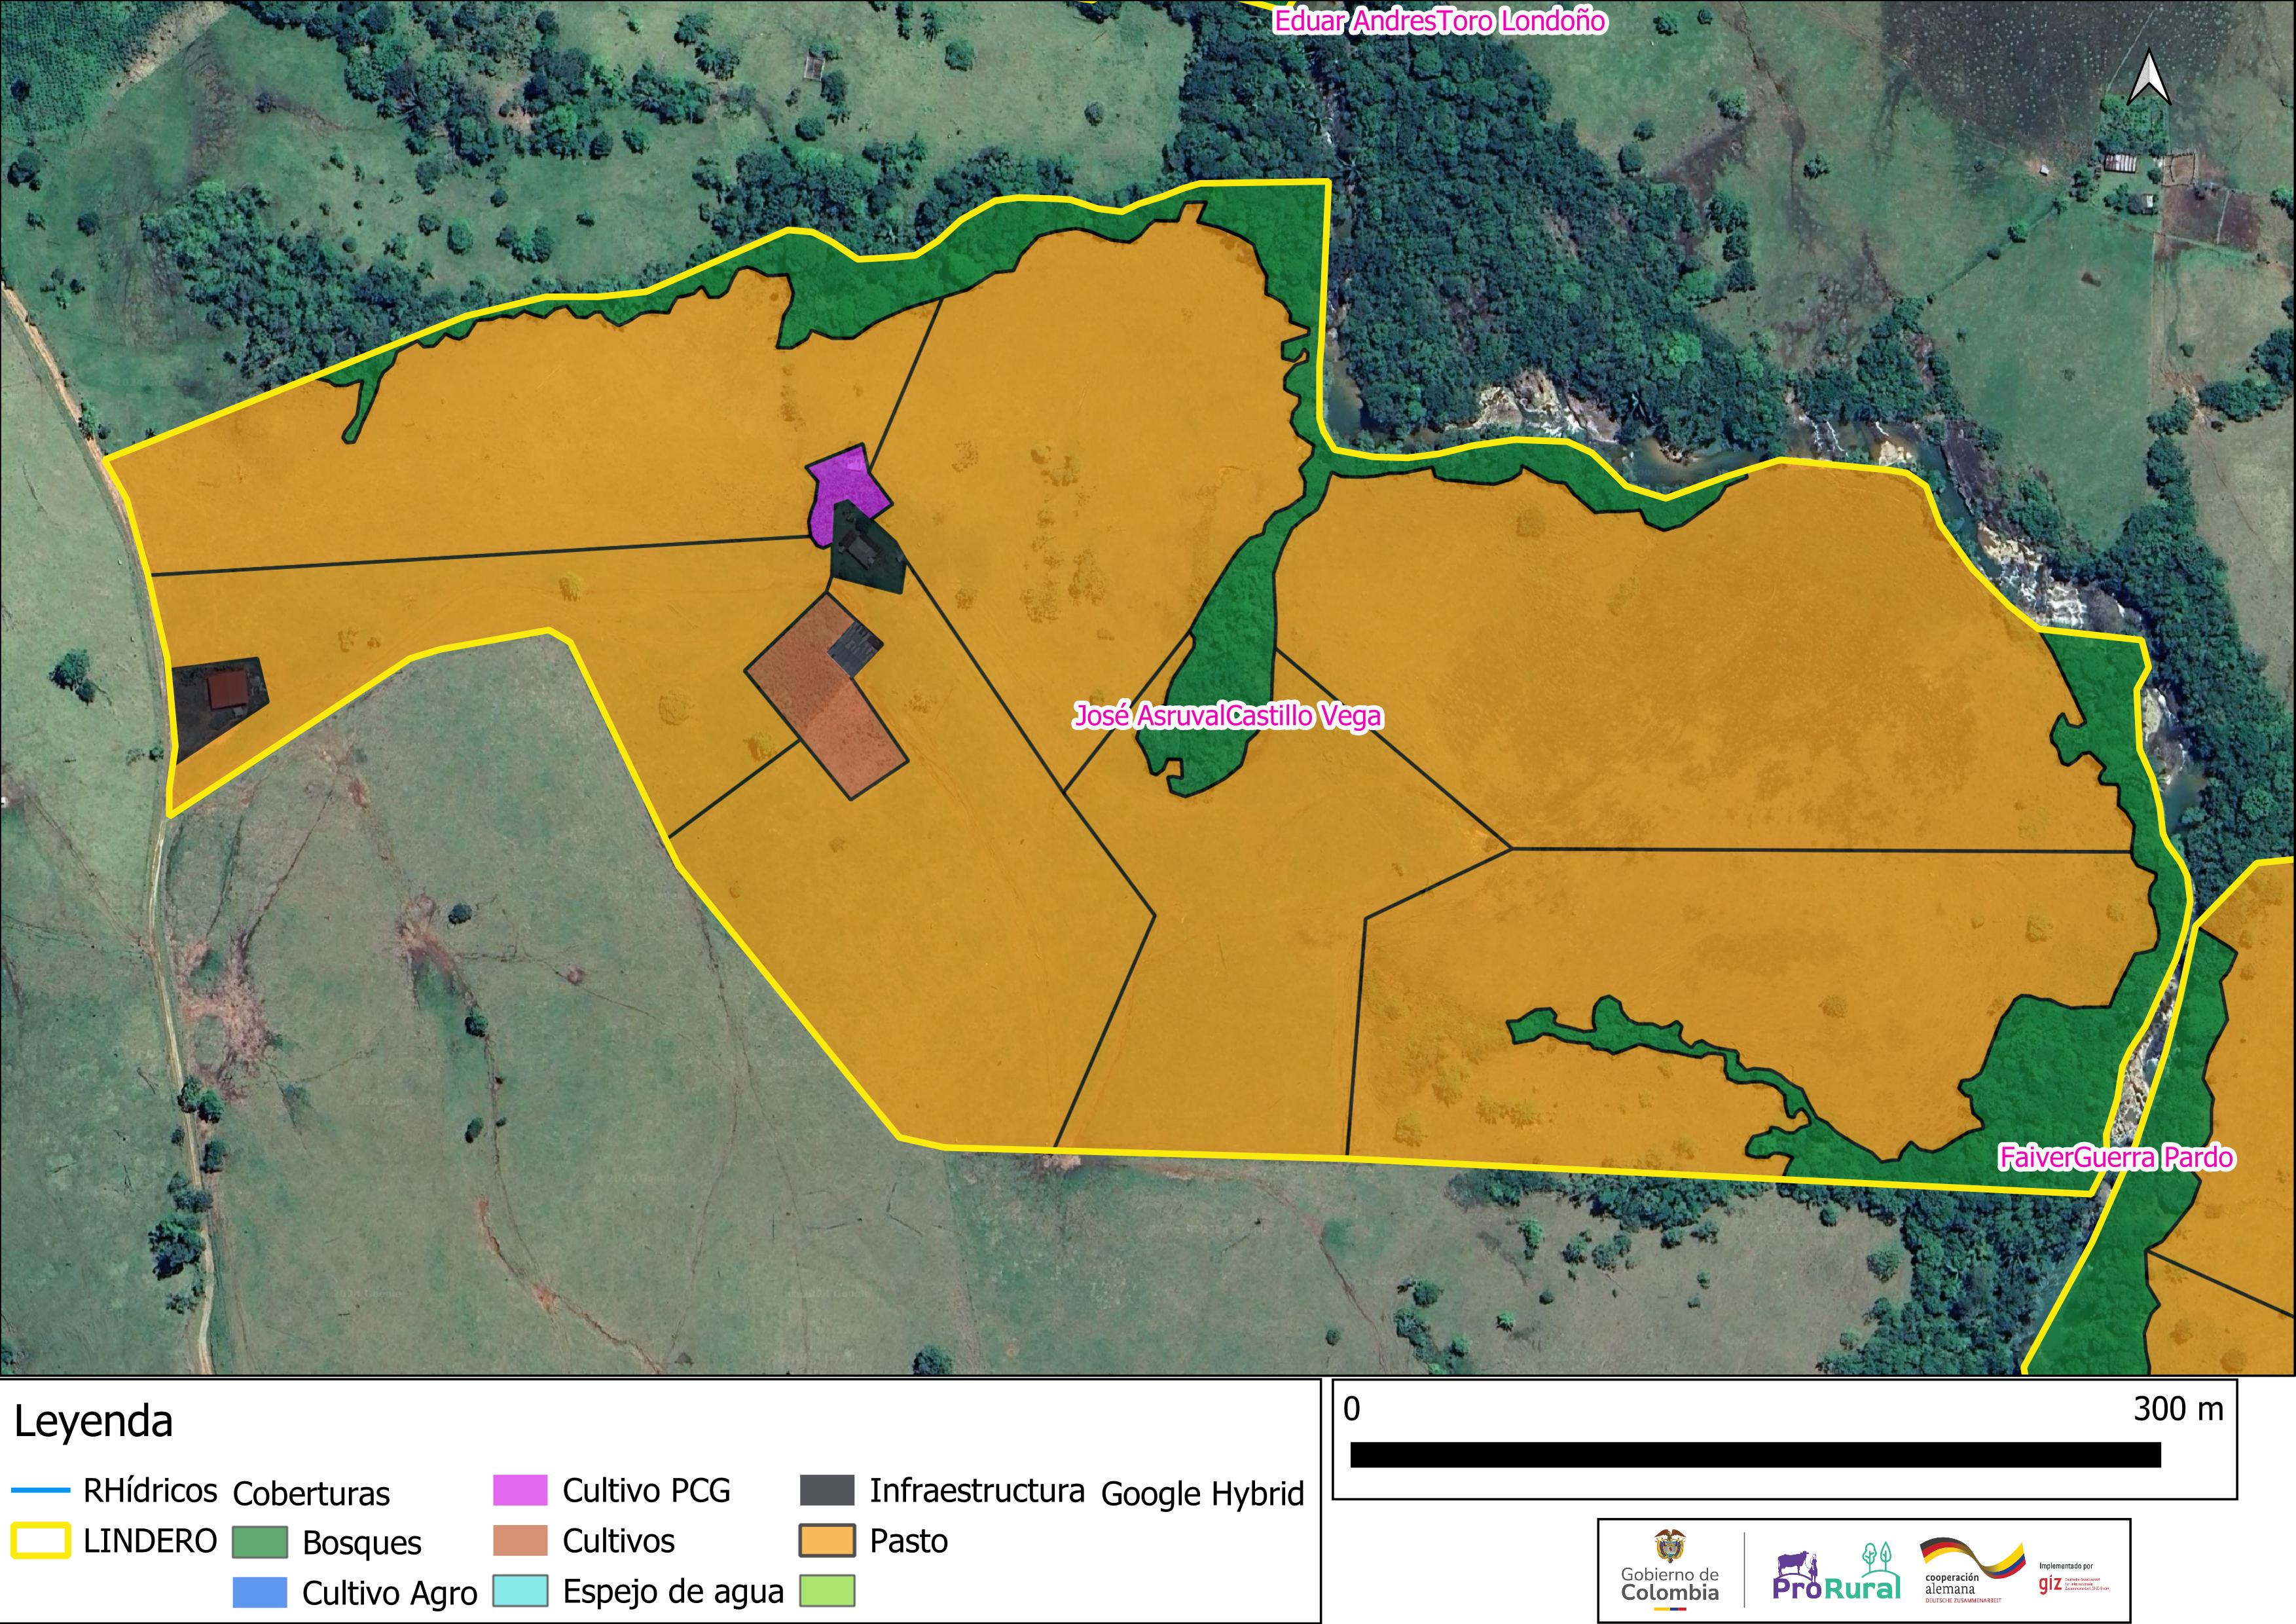 Eduar AndresToro Londoño
José AsruvalCastillo Vega
FaiverGuerra Pardo
Leyenda
RHídricos
LINDERO
Coberturas
Bosques
Cultivo Agro
Cultivo PCG
Cultivos
Espejo de agua
Infraestructura
Pasto
Google Hybrid
0 300 m
Gobierno de
Colombia
ProRural
cooperación
alemana
DEUTSCHE ZUSAMMENARBEIT
Implementado por
giz